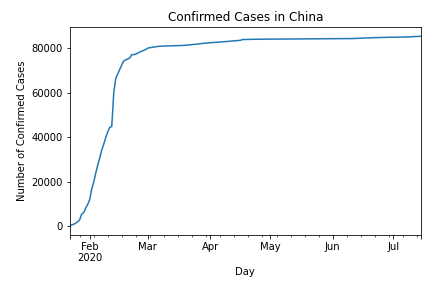 Confirmed Cases in China
Number of Confirmed Cases
80000
60000
40000
20000
0
Feb Mar Apr May Jun Jul
2020
Day